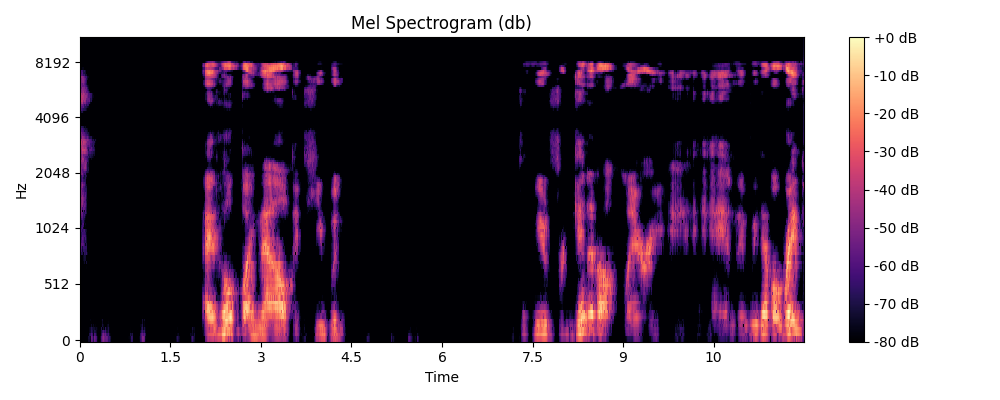 Mel Spectrogram (db)
8192
4096
2048
1024
512
0
Hz
0 1.5 3 4.5 6 7.5 9 10
Time
+0 dB
-10 dB
-20 dB
-30 dB
-40 dB
-50 dB
-60 dB
-70 dB
-80 dB